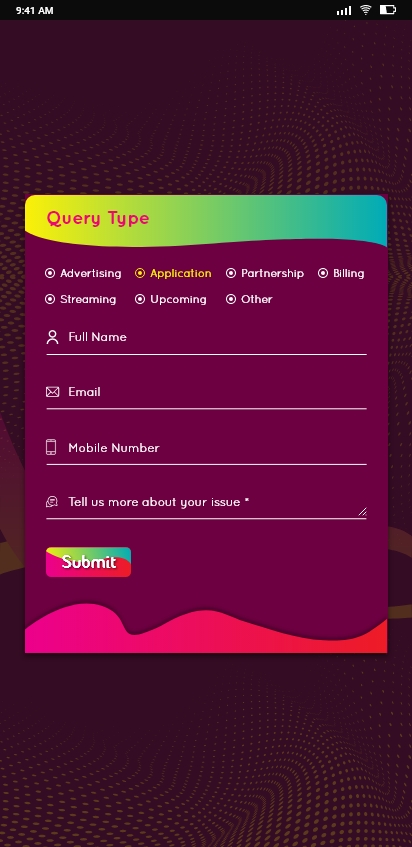 9:41 AM
Query Type
Advertising Application Partnership Billing
Streaming Upcoming Other
Full Name
Email
Mobile Number
Tell us more about your issue *
Submit